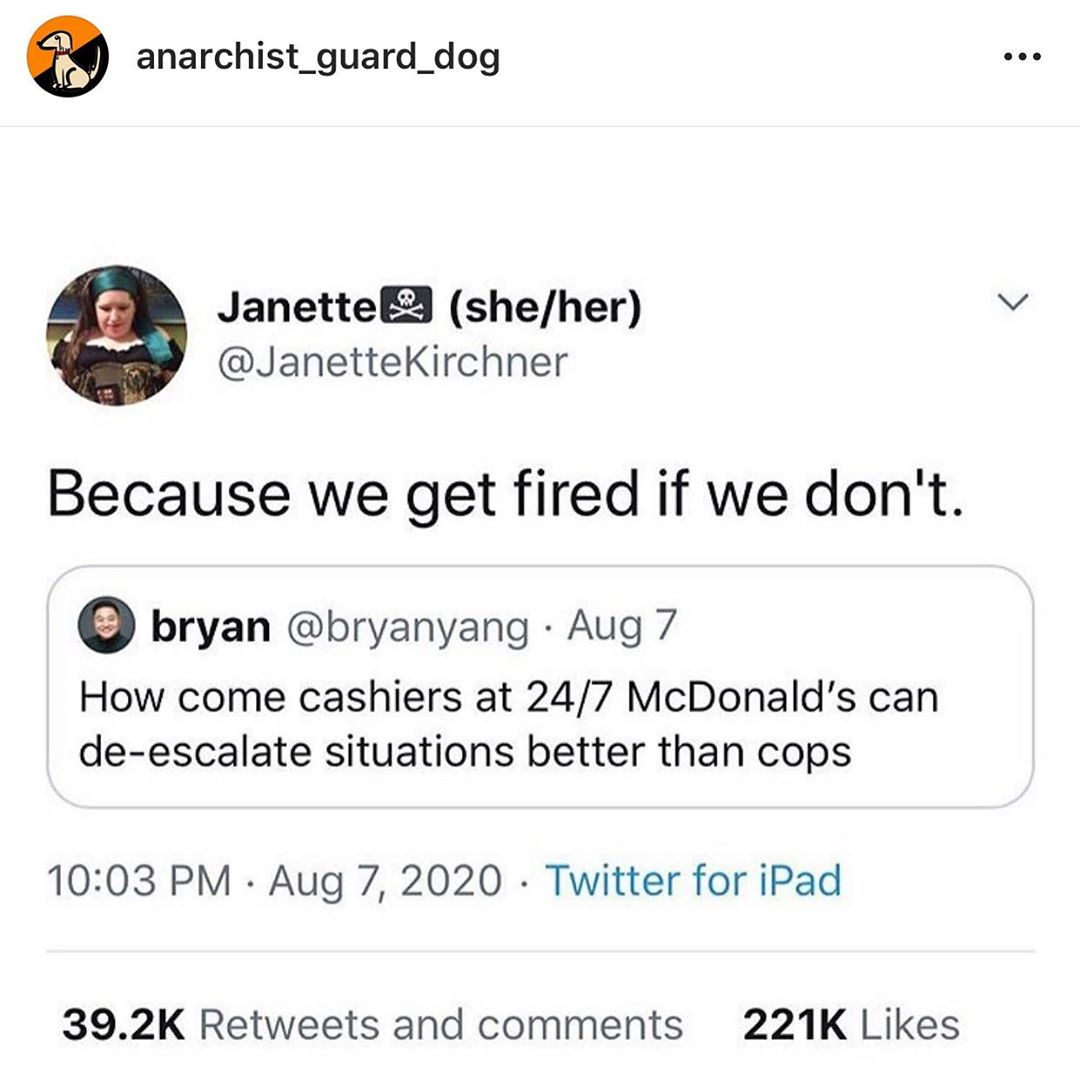 anarchist_guard_dog
Janette🏴‍☠️ (she/her)
@JanetteKirchner
Because we get fired if we don't.
bryan @bryanyang · Aug 7
How come cashiers at 24/7 McDonald’s can
de-escalate situations better than cops
10:03 PM · Aug 7, 2020 · Twitter for iPad
39.2K Retweets and comments 221K Likes